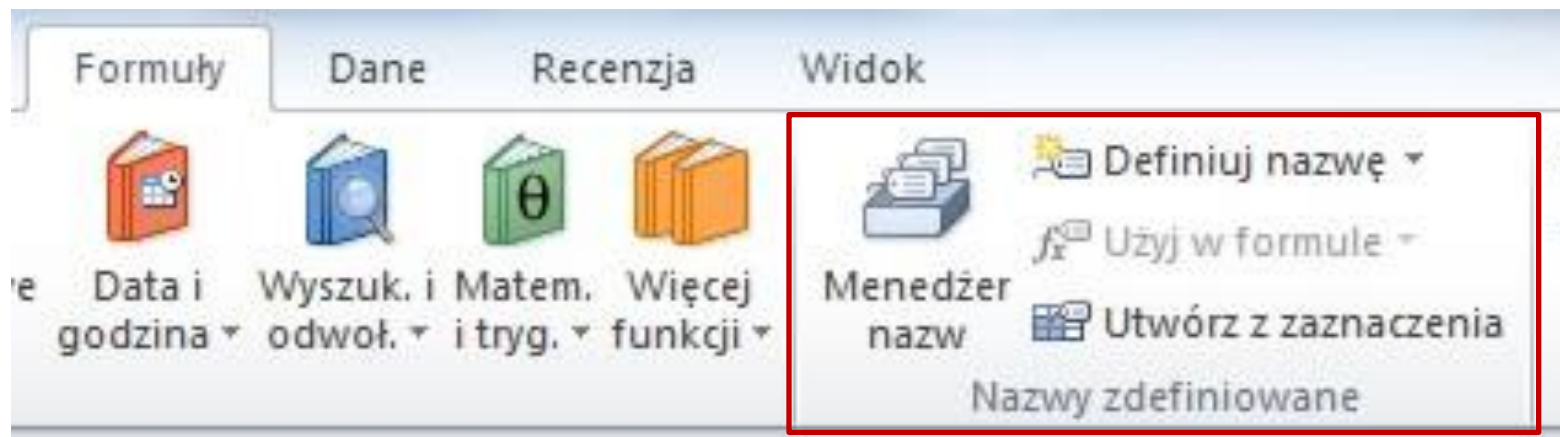 Formuły Dane Recenzja Widok
Data i godzina
Wyszuk. i odwoł.
Matem. i tryg.
Więcej funkcji
Menedżer nazw
Definiuj nazwę
Użyj w formule
Utwórz z zaznaczenia
Nazwy zdefiniowane